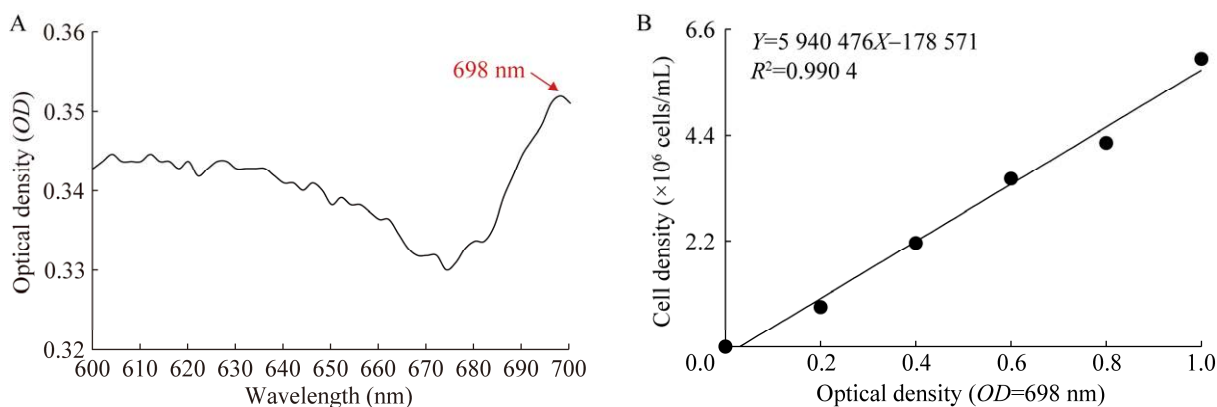 A
0.36
0.35
0.34
0.33
0.32
Optical density (OD)
698 nm
600 610 620 630 640 650 660 670 680 690 700
Wavelength (nm)
B
6.6
4.4
2.2
0.0
Cell density (×10⁶ cells/mL)
Y=5 940 476X–178 571
R²=0.990 4
0.2 0.4 0.6 0.8 1.0
Optical density (OD=698 nm)